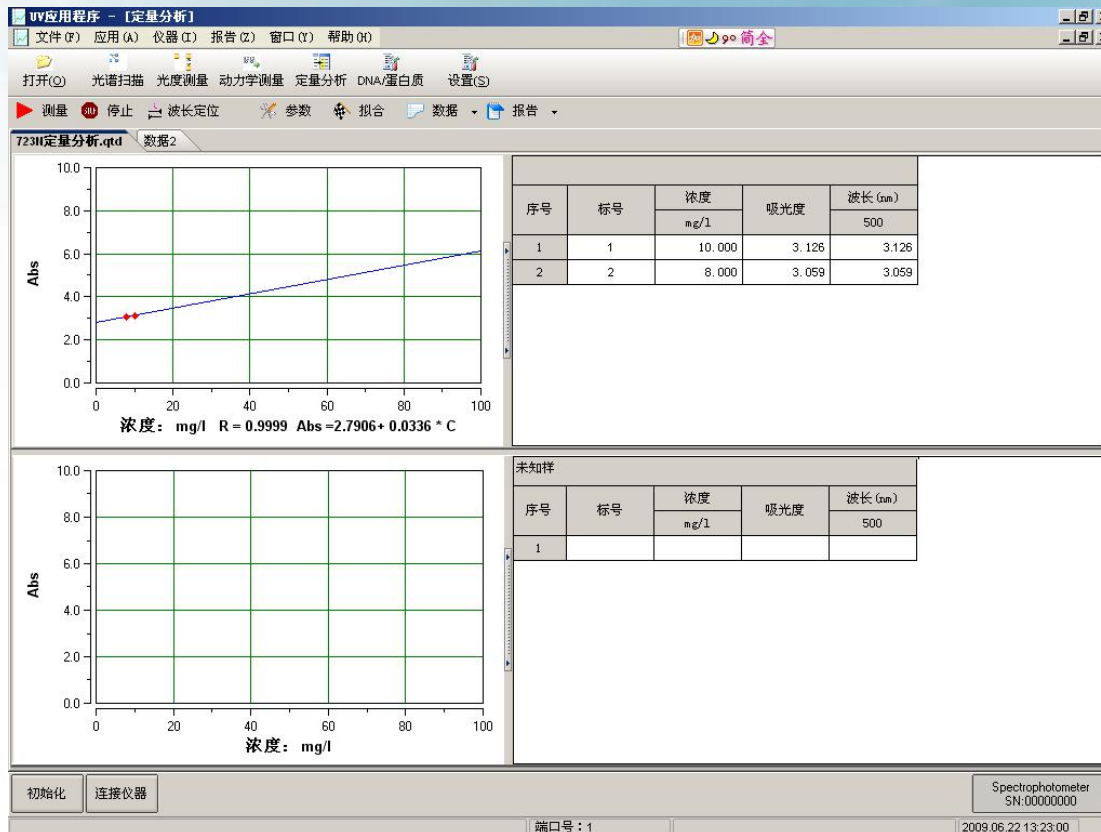 UV应用程序 - [定量分析]
文件(F) 应用(A) 仪器(I) 报告(Z) 窗口(Y) 帮助(H)
简全
打开(O) 光谱扫描 光度测量 动力学测量 定量分析 DNA/蛋白质 设置(S)
测量 停止 波长定位 参数 拟合 数据 报告
723N定量分析.qtd 数据2
10.0
8.0
6.0
4.0
2.0
0.0
Abs
0 20 40 60 80 100
浓度: mg/l R = 0.9999 Abs =2.7906+ 0.0336 * C
序号 标号 浓度 吸光度 波长(nm)
mg/l 500
1 1 10.000 3.126 3.126
2 2 8.000 3.059 3.059
10.0
8.0
6.0
4.0
2.0
0.0
Abs
0 20 40 60 80 100
浓度: mg/l
未知样
序号 标号 浓度 吸光度 波长(nm)
mg/l 500
1
初始化 连接仪器
Spectrophotometer
SN:00000000
端口号:1
2009.06.22 13:23:00